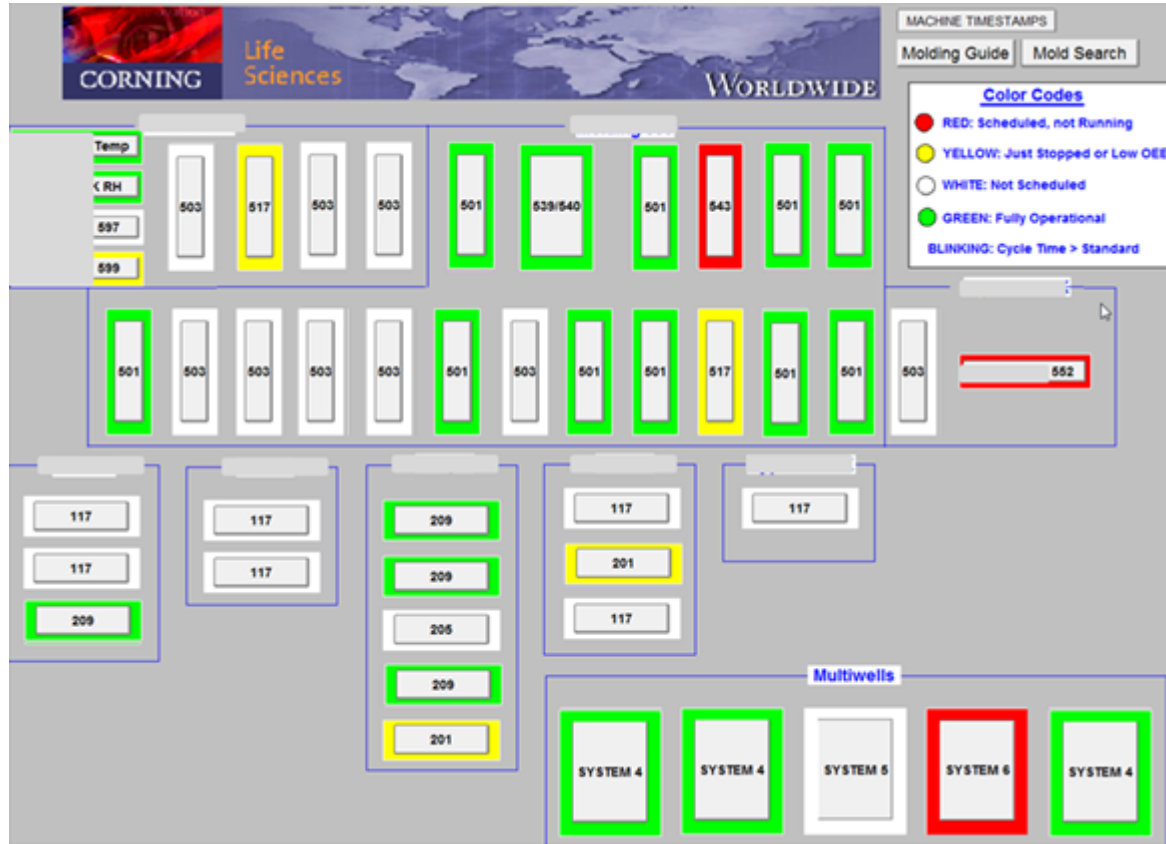 CORNING
Life
Sciences
WORLDWIDE
MACHINE TIMESTAMPS
Molding Guide
Mold Search
Color Codes
RED: Scheduled, not Running
YELLOW: Just Stopped or Low OEE
WHITE: Not Scheduled
GREEN: Fully Operational
BLINKING: Cycle Time > Standard
Temp
RH
597
599
503
517
503
503
501
539/540
501
543
501
501
501
503
503
503
503
501
503
501
501
517
501
501
503
552
117
117
209
117
117
209
209
205
209
201
117
201
117
117
Multiwells
SYSTEM 4
SYSTEM 4
SYSTEM 5
SYSTEM 6
SYSTEM 4